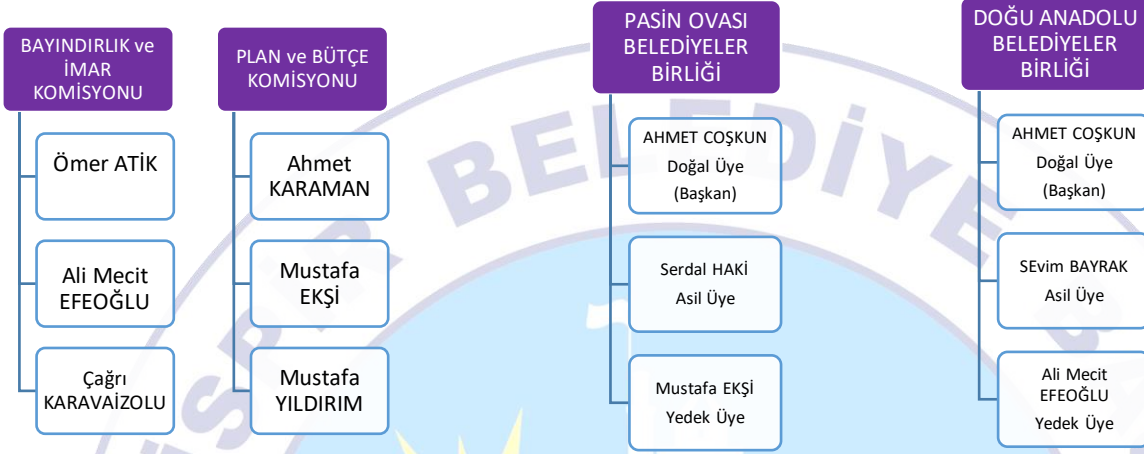 BAYINDIRLIK ve
İMAR
KOMİSYONU
Ömer ATİK
Ali Mecit
EFEOĞLU
Çağrı
KARAVAİZOLU
PLAN ve BÜTÇE
KOMİSYONU
Ahmet
KARAMAN
Mustafa
EKŞİ
Mustafa
YILDIRIM
PASİN OVASI
BELEDİYELER
BİRLİĞİ
AHMET COŞKUN
Doğal Üye
(Başkan)
Serdal HAKİ
Asil Üye
Mustafa EKŞİ
Yedek Üye
DOĞU ANADOLU
BELEDİYELER
BİRLİĞİ
AHMET COŞKUN
Doğal Üye
(Başkan)
SEvim BAYRAK
Asil Üye
Ali Mecit
EFEOĞLU
Yedek Üye
İSPİR BELEDİYE